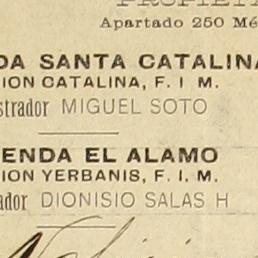 Apartado 250 Mé
DA SANTA CATALINA
ION CATALINA, F. I M.
strador MIGUEL SOTO
ENDA EL ALAMO
ION YERBANIS, F. I. M.
ador DIONISIO SALAS H